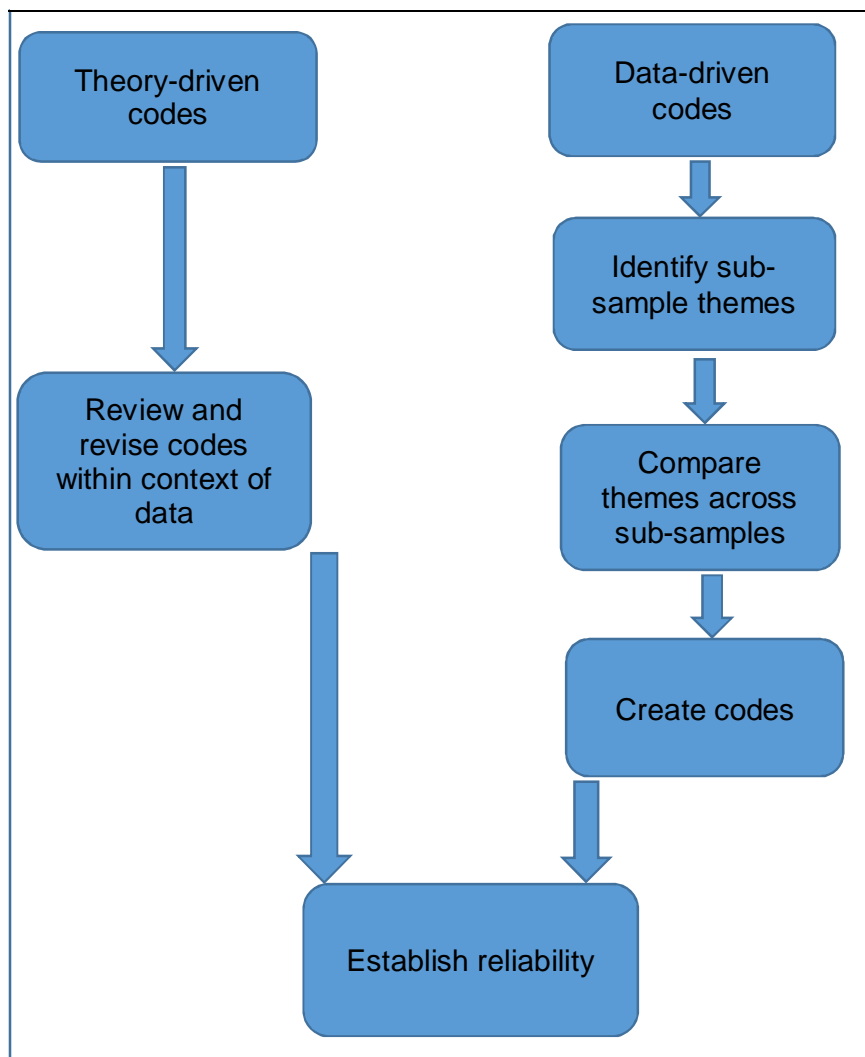 Theory-driven
codes
Review and
revise codes
within context of
data
Data-driven
codes
Identify sub-
sample themes
Compare
themes across
sub-samples
Create codes
Establish reliability